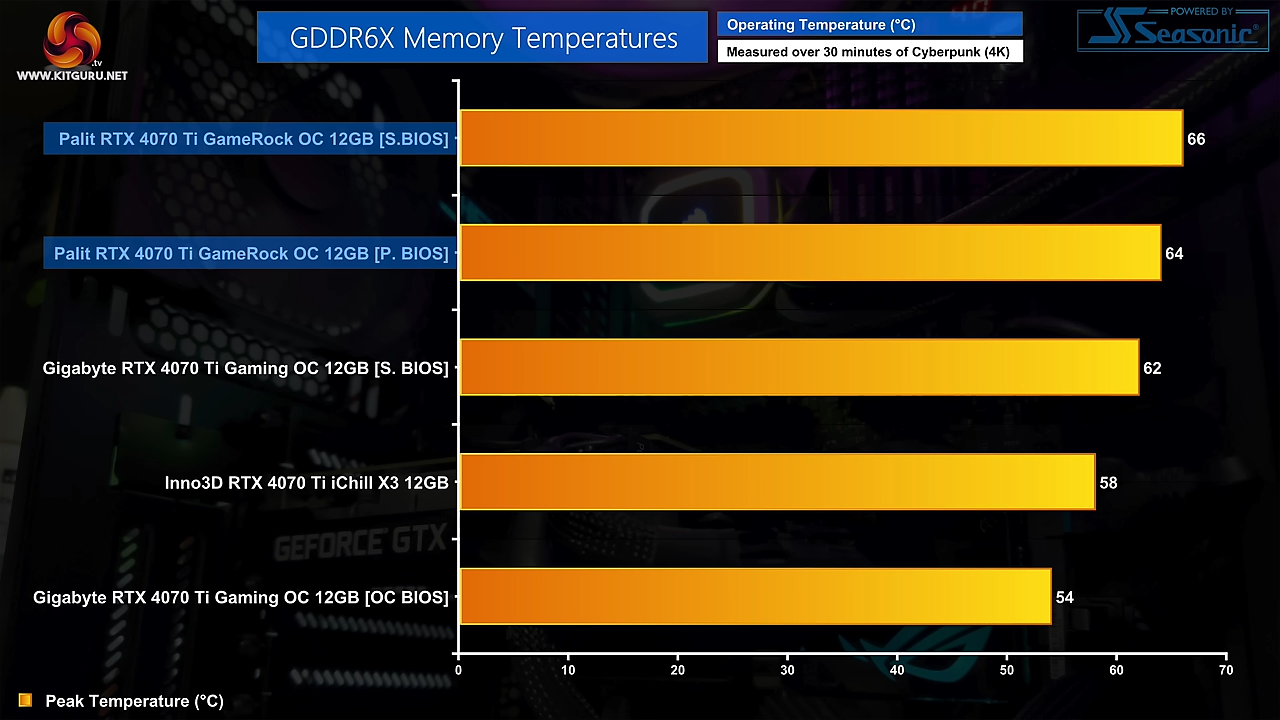 .tv
WWW.KITGURU.NET
GDDR6X Memory Temperatures
Operating Temperature (°C)
Measured over 30 minutes of Cyberpunk (4K)
POWERED BY
Seasonic
Palit RTX 4070 Ti GameRock OC 12GB [S.BIOS]
66
Palit RTX 4070 Ti GameRock OC 12GB [P. BIOS]
64
Gigabyte RTX 4070 Ti Gaming OC 12GB [S. BIOS]
62
Inno3D RTX 4070 Ti iChill X3 12GB
58
GEFORCE GTX
Gigabyte RTX 4070 Ti Gaming OC 12GB [OC BIOS]
54
0 10 20 30 40 50 60 70
Peak Temperature (°C)